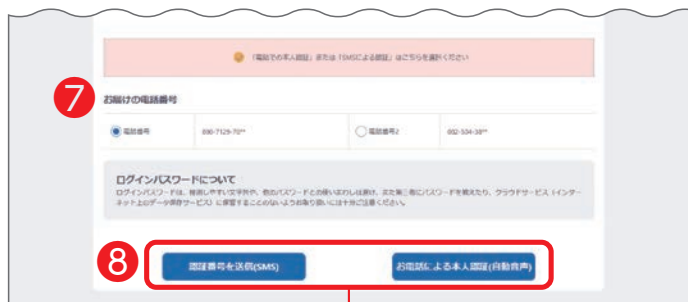 「電話での本人認証」または「SMSによる認証」はこちらを選択ください
7
お届けの電話番号
電話番号 090-7129-70** 電話番号2 092-504-38**
ログインパスワードについて
ログインパスワードは、推測しやすい文字列や、他のパスワードとの使いまわしは避け、また第三者にパスワードを教えたり、クラウドサービス(インター
ネット上のデータ保存サービス)に保管することのないようお取り扱いには十分ご注意ください。
8
認証番号を送信(SMS) お電話による本人認証(自動音声)